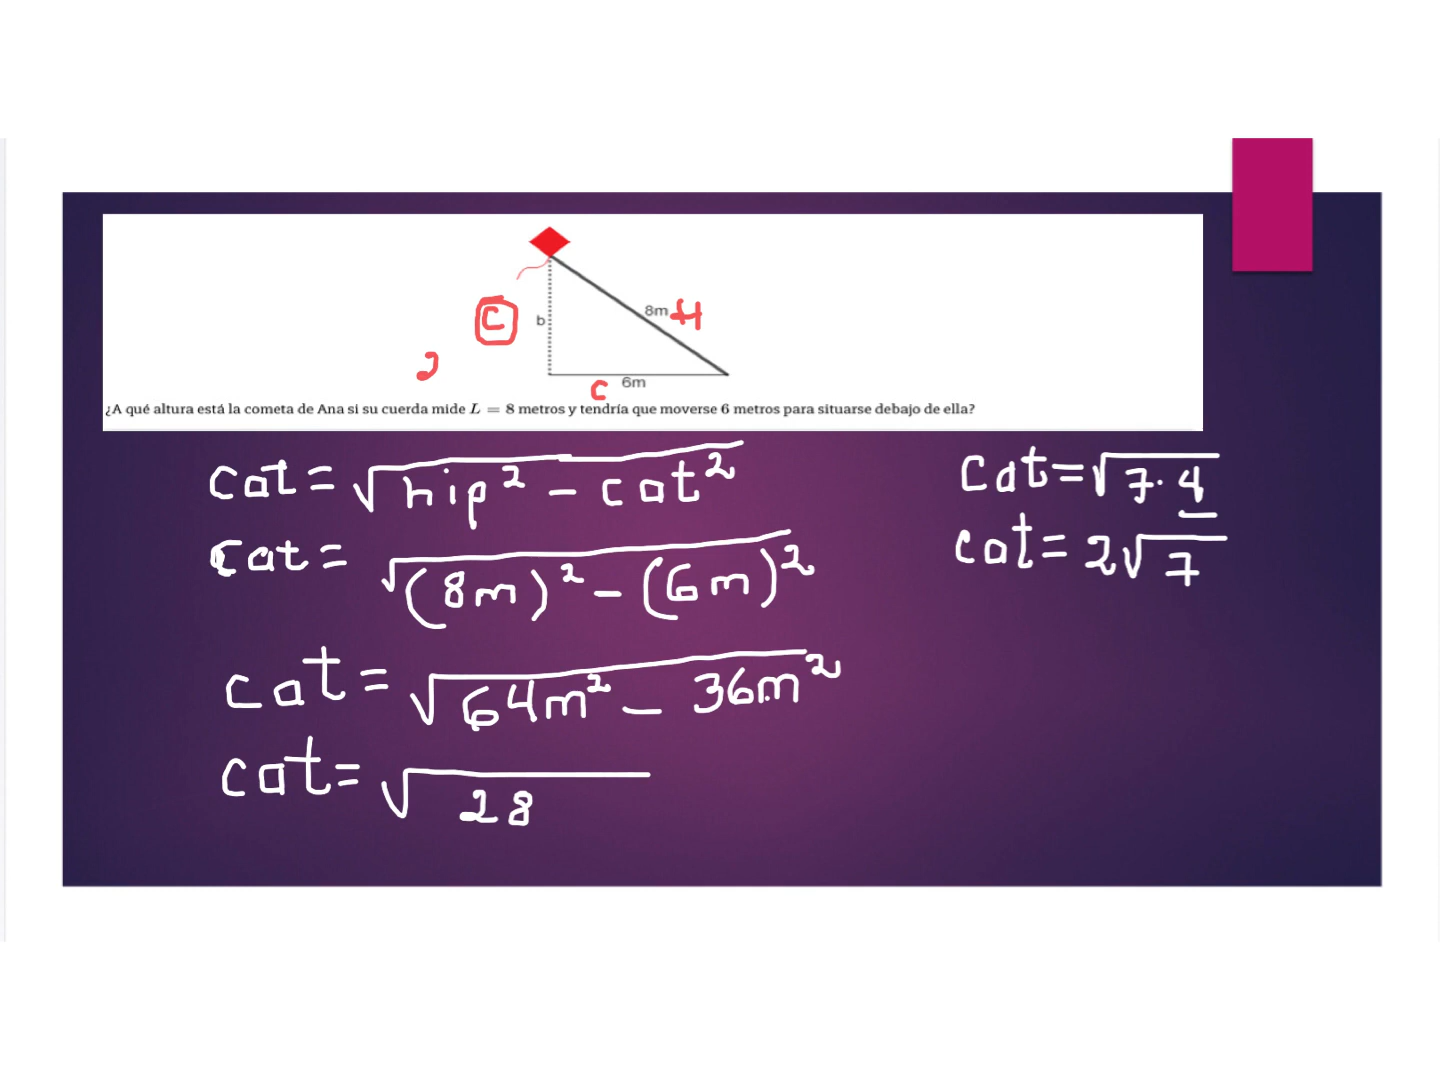 C
b
8m H
C 6m
¿A qué altura está la cometa de Ana si su cuerda mide L = 8 metros y tendría que moverse 6 metros para situarse debajo de ella?
cat = √(hip² - cat²)
cat = √((8m)² - (6m)²)
cat = √(64m² - 36m²)
cat = √28
cat = √(7·4)
cat = 2√7